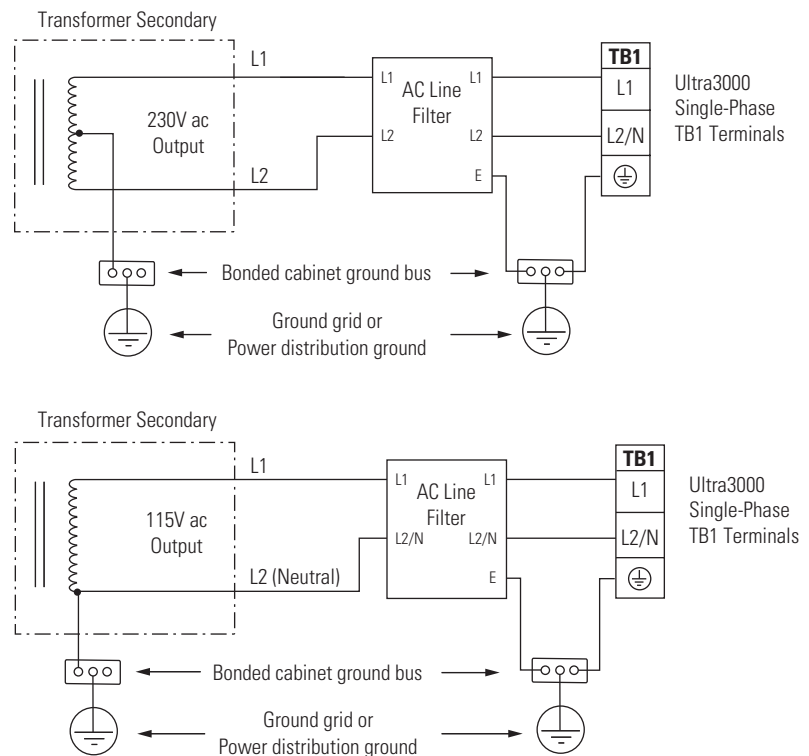 Transformer Secondary
L1
230V ac
Output
L2
L1
L1
AC Line
Filter
L2
L2
E
TB1
L1
L2/N
Ultra3000
Single-Phase
TB1 Terminals
Bonded cabinet ground bus
Ground grid or
Power distribution ground
Transformer Secondary
L1
115V ac
Output
L2 (Neutral)
L1
L1
AC Line
Filter
L2/N
L2/N
E
TB1
L1
L2/N
Ultra3000
Single-Phase
TB1 Terminals
Bonded cabinet ground bus
Ground grid or
Power distribution ground